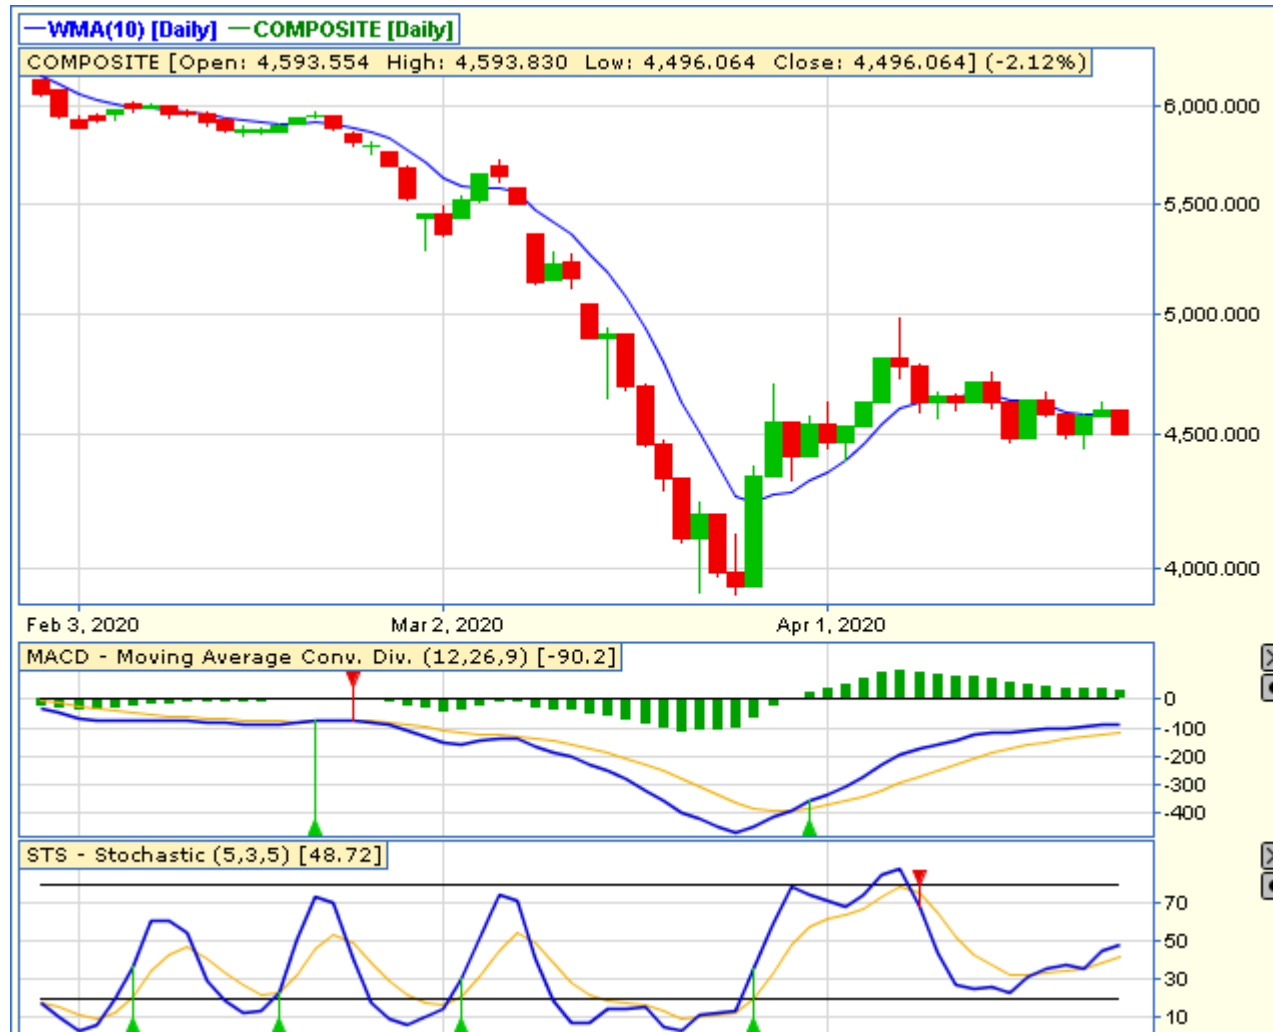 WMA(10) [Daily] COMPOSITE [Daily]
COMPOSITE [Open: 4,593.554 High: 4,593.830 Low: 4,496.064 Close: 4,496.064] (-2.12%)
6,000.000
5,500.000
5,000.000
4,500.000
4,000.000
Feb 3, 2020 Mar 2, 2020 Apr 1, 2020
MACD - Moving Average Conv. Div. (12,26,9) [-90.2]
0
-100
-200
-300
-400
STS - Stochastic (5,3,5) [48.72]
70
50
30
10